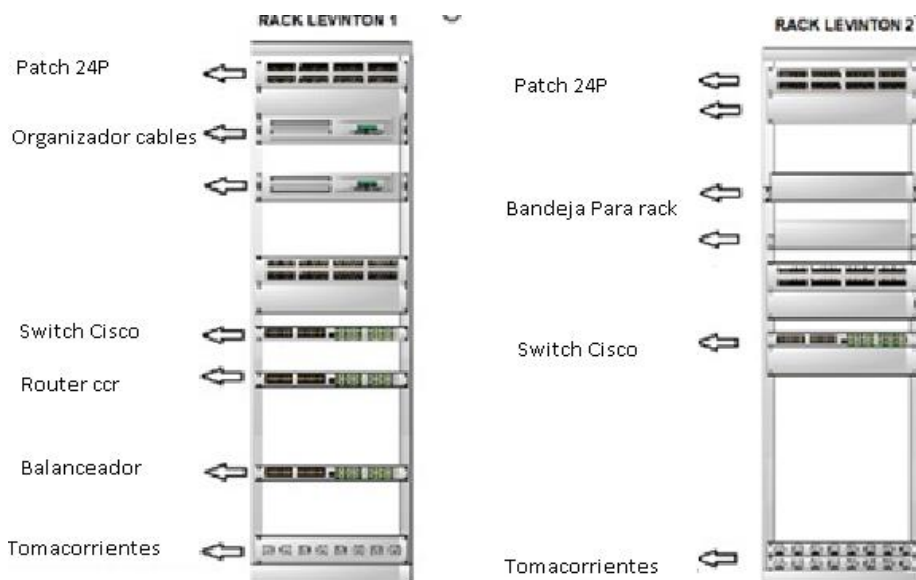 RACK LEVINTON 1
Patch 24P
Organizador cables
Switch Cisco
Router ccr
Balanceador
Tomacorrientes
RACK LEVINTON 2
Patch 24P
Bandeja Para rack
Switch Cisco
Tomacorrientes